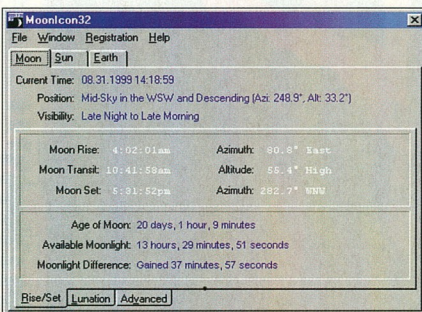 MoonIcon32
File Window Registration Help
Moon Sun Earth
Current Time: 08.31.1999 14:18:59
Position: Mid-Sky in the WSW and Descending (Azi: 248.9°, Alt: 33.2°)
Visibility: Late Night to Late Morning
Moon Rise: 4:02:01am Azimuth: 80.8° East
Moon Transit: 10:41:58am Altitude: 55.4° High
Moon Set: 5:31:52pm Azimuth: 282.7° WNW
Age of Moon: 20 days, 1 hour, 9 minutes
Available Moonlight: 13 hours, 29 minutes, 51 seconds
Moonlight Difference: Gained 37 minutes, 57 seconds
Rise/Set Lunation Advanced